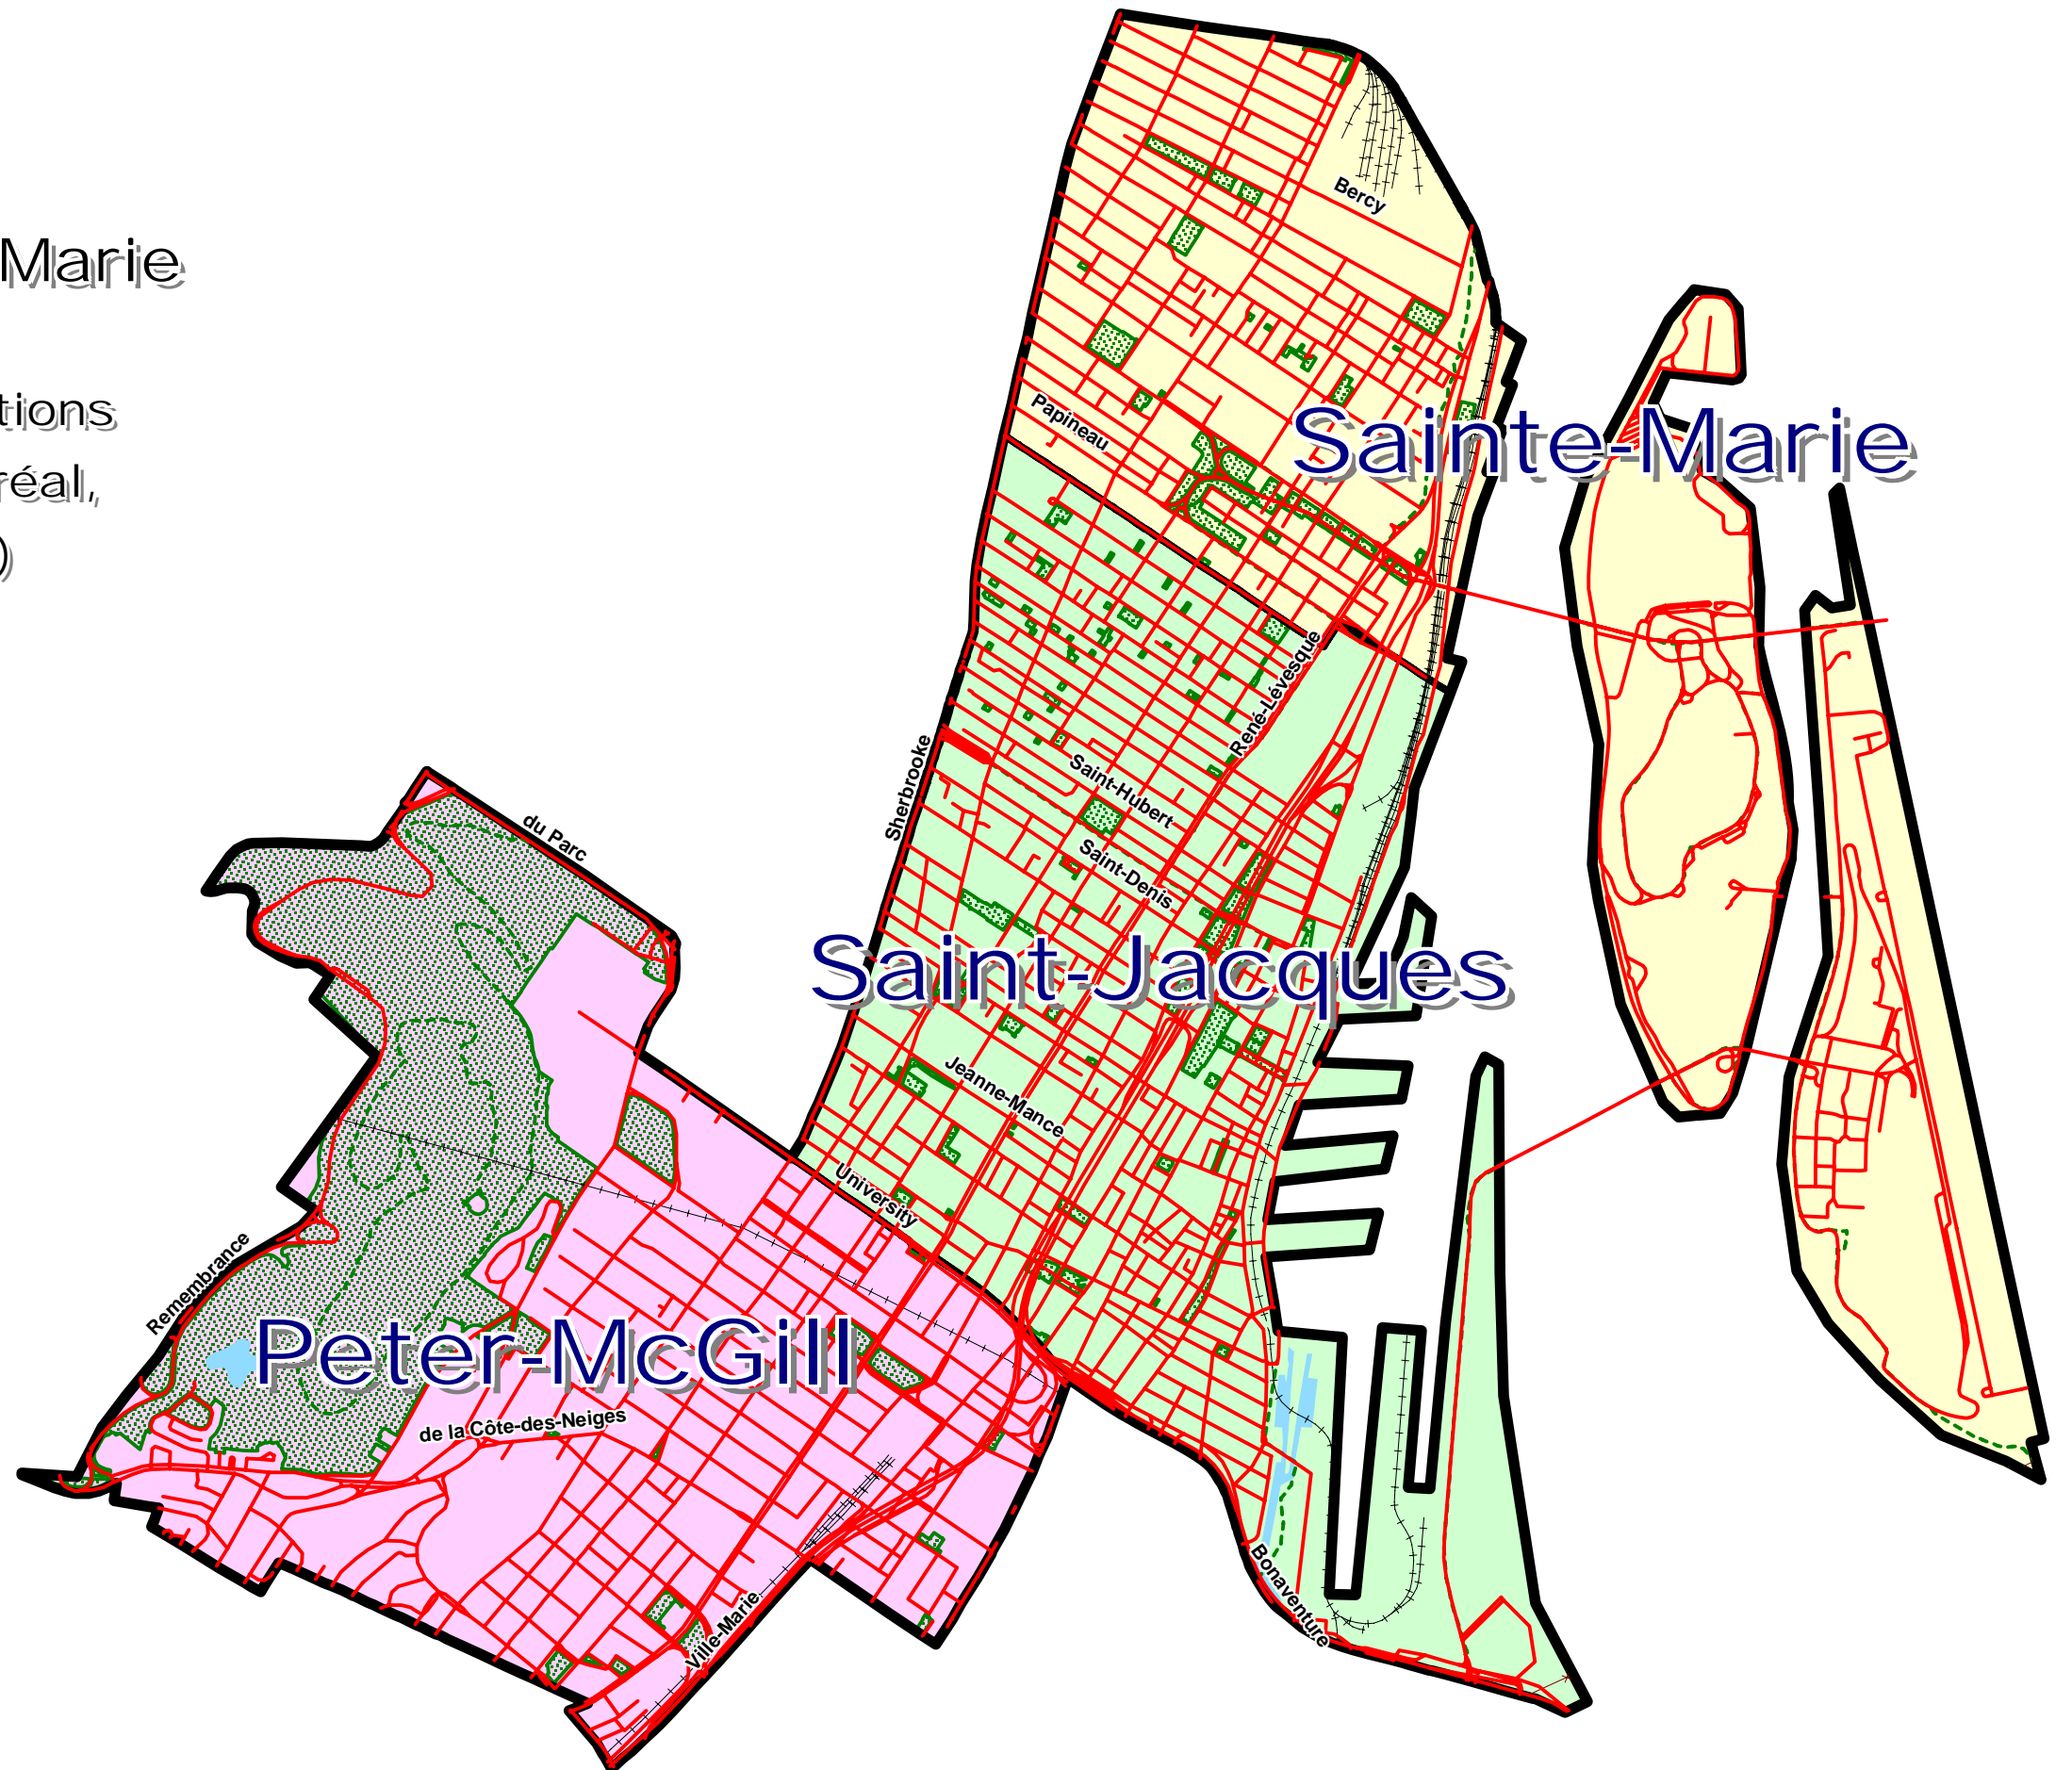 Marie
tions
réal,
)
Bercy
Papineau
Sainte-Marie
René-Lévesque
Sherbrooke
Saint-Hubert
du Parc
Saint-Denis
Saint-Jacques
Jeanne-Mance
University
Remembrance
Peter-McGill
de la Côte-des-Neiges
Ville-Marie
Bonaventure